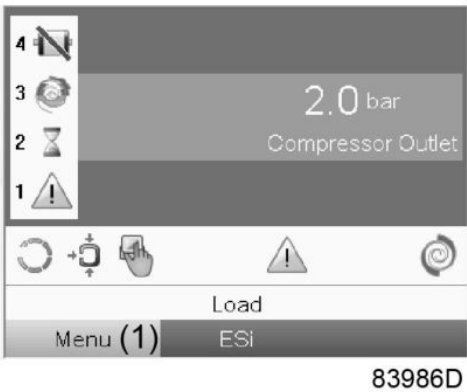 4
3
2.0 bar
2
Compressor Outlet
1
Load
Menu (1) ESi
83986D